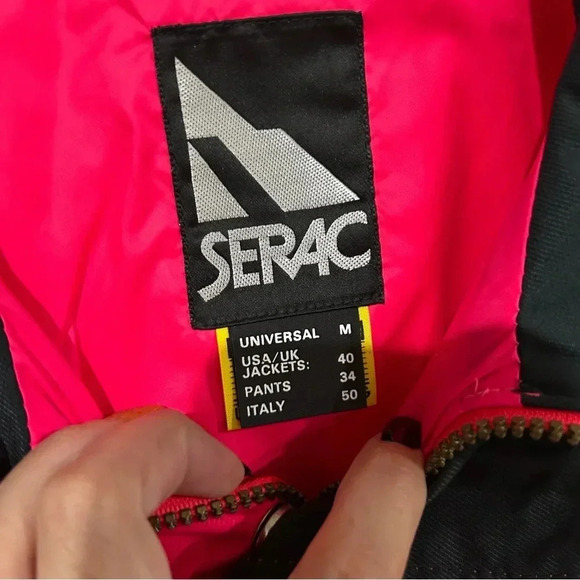 SERAC
UNIVERSAL M
USA/UK
JACKETS: 40
PANTS 34
ITALY 50